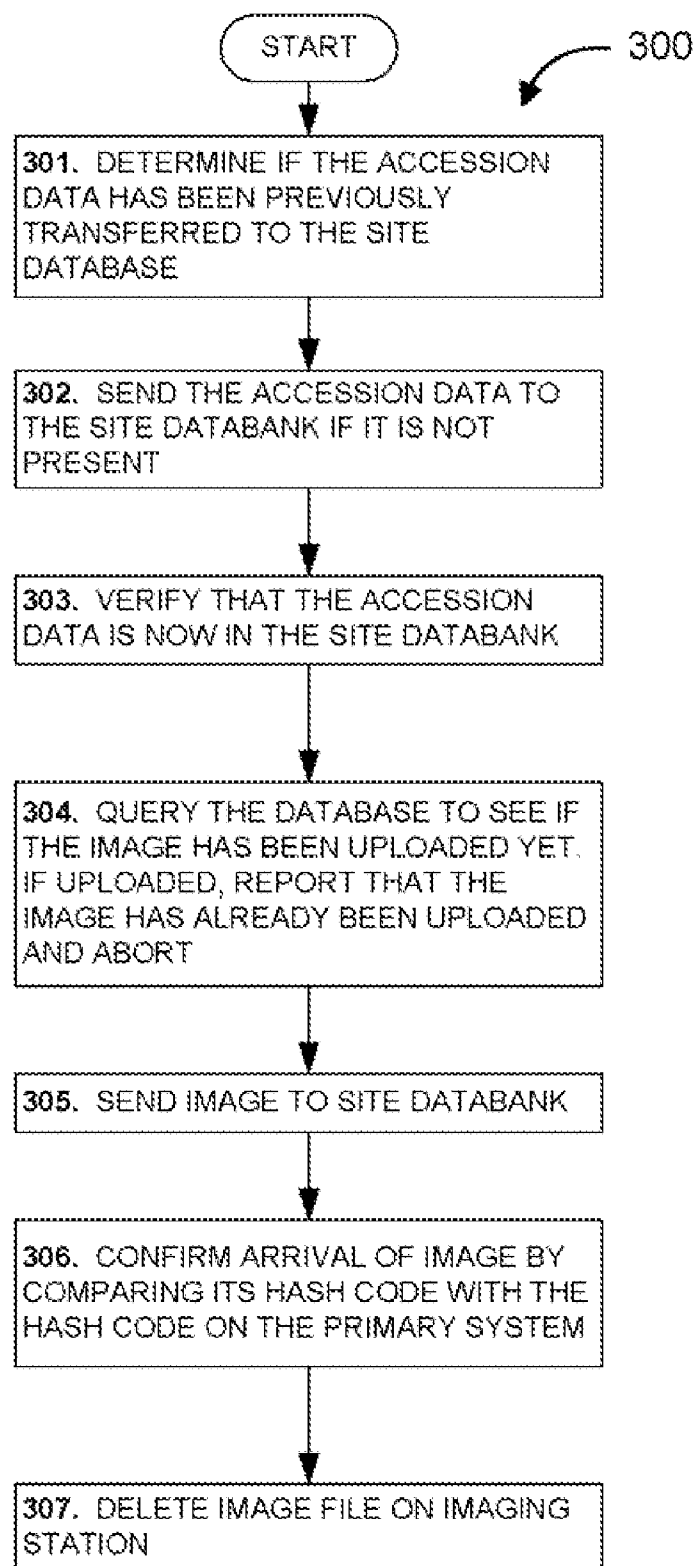 START
300
301. DETERMINE IF THE ACCESSION
DATA HAS BEEN PREVIOUSLY
TRANSFERRED TO THE SITE
DATABASE
302. SEND THE ACCESSION DATA TO
THE SITE DATABANK IF IT IS NOT
PRESENT
303. VERIFY THAT THE ACCESSION
DATA IS NOW IN THE SITE DATABANK
304. QUERY THE DATABASE TO SEE IF
THE IMAGE HAS BEEN UPLOADED YET.
IF UPLOADED, REPORT THAT THE
IMAGE HAS ALREADY BEEN UPLOADED
AND ABORT
305. SEND IMAGE TO SITE DATABANK
306. CONFIRM ARRIVAL OF IMAGE BY
COMPARING ITS HASH CODE WITH THE
HASH CODE ON THE PRIMARY SYSTEM
307. DELETE IMAGE FILE ON IMAGING
STATION